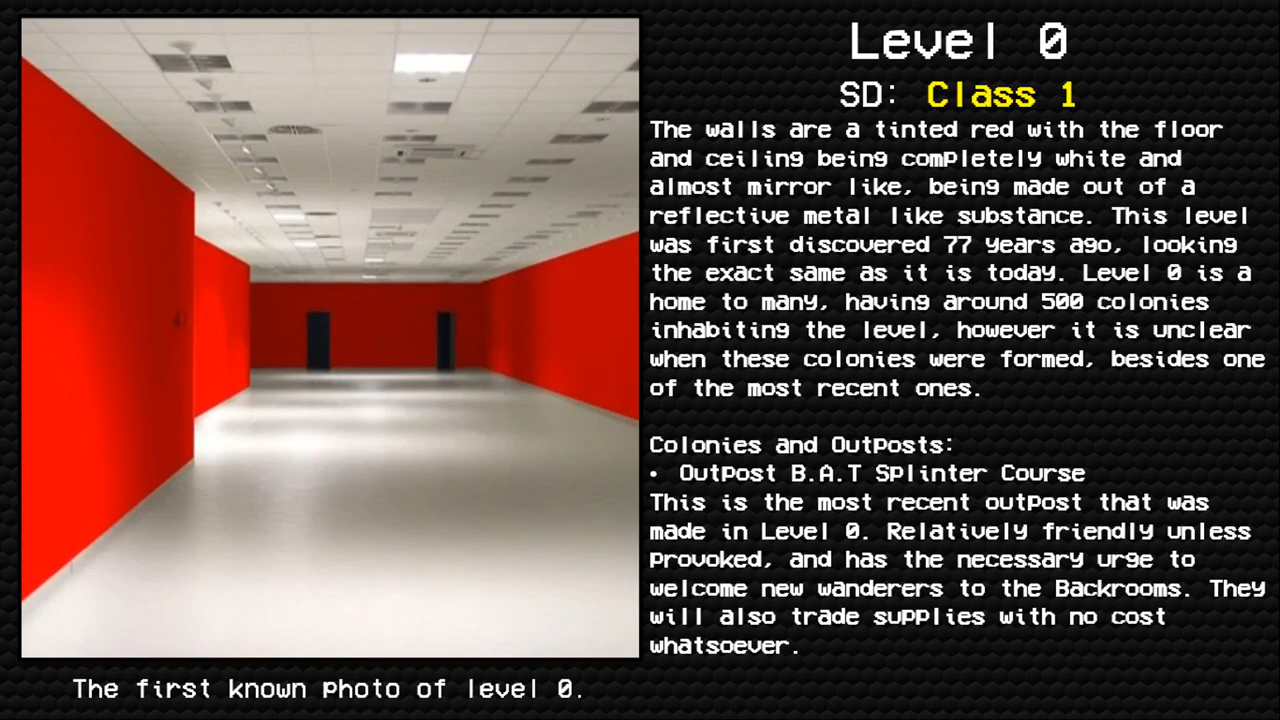 Level 0
SD: Class 1
The walls are a tinted red with the floor
and ceiling being completely white and
almost mirror like, being made out of a
reflective metal like substance. This level
was first discovered 77 years ago, looking
the exact same as it is today. Level 0 is a
home to many, having around 500 colonies
inhabiting the level, however it is unclear
when these colonies were formed, besides one
of the most recent ones.
Colonies and Outposts:
• Outpost B.A.T Splinter Course
This is the most recent outpost that was
made in Level 0. Relatively friendly unless
provoked, and has the necessary urge to
welcome new wanderers to the Backrooms. They
will also trade supplies with no cost
whatsoever.
The first known photo of level 0.